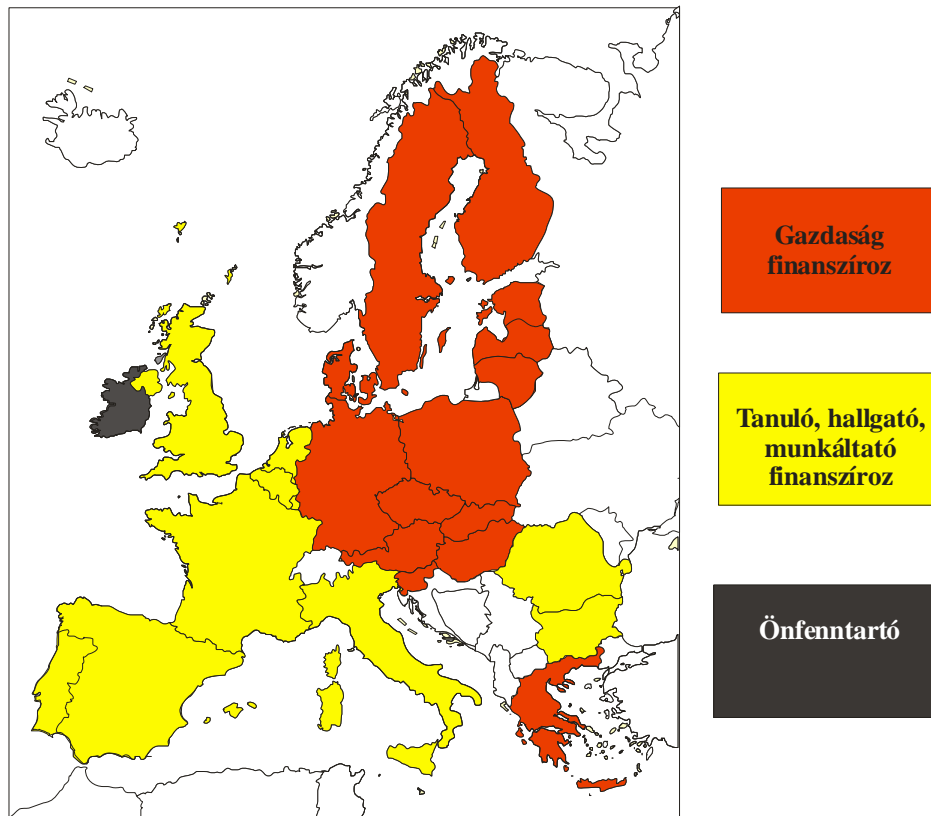 Gazdaság
finanszíroz
Tanuló, hallgató,
munkáltató
finanszíroz
Önfenntartó